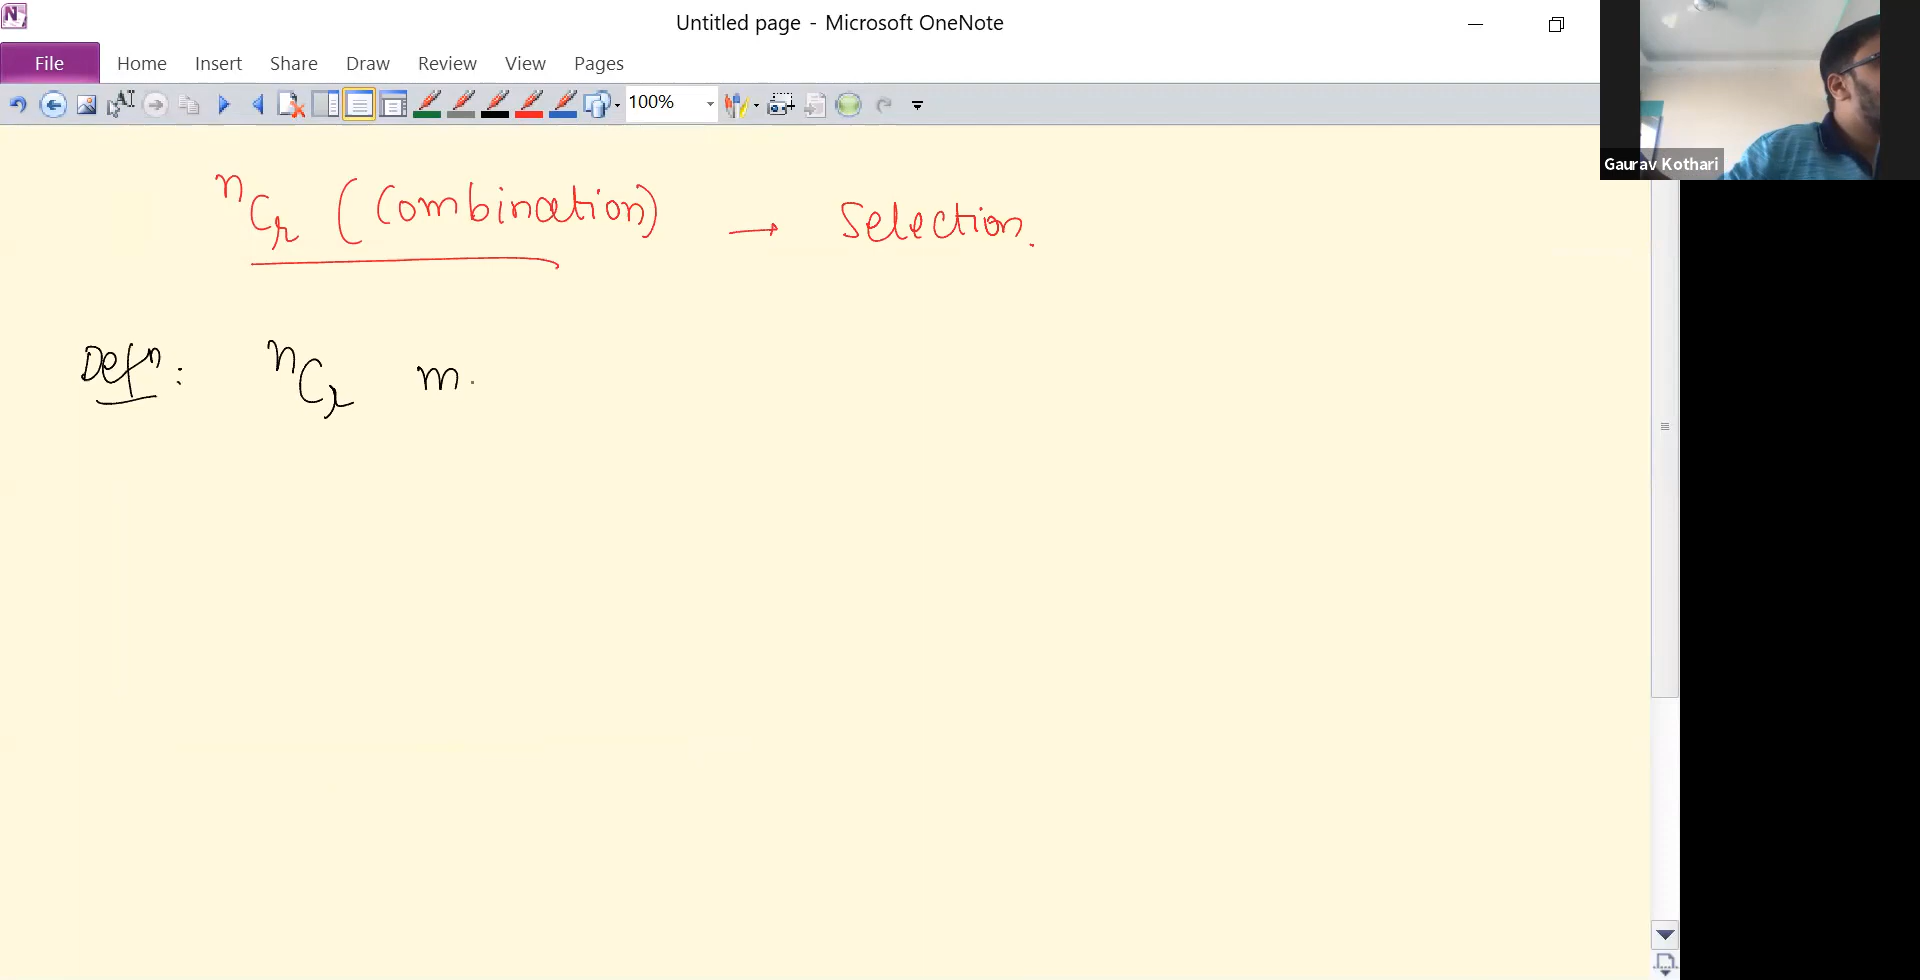 Untitled page - Microsoft OneNote
File Home Insert Share Draw Review View Pages
100%
Gaurav Kothari
ⁿCᵣ (Combination) → Selection.
Defⁿ: ⁿCᵣ m